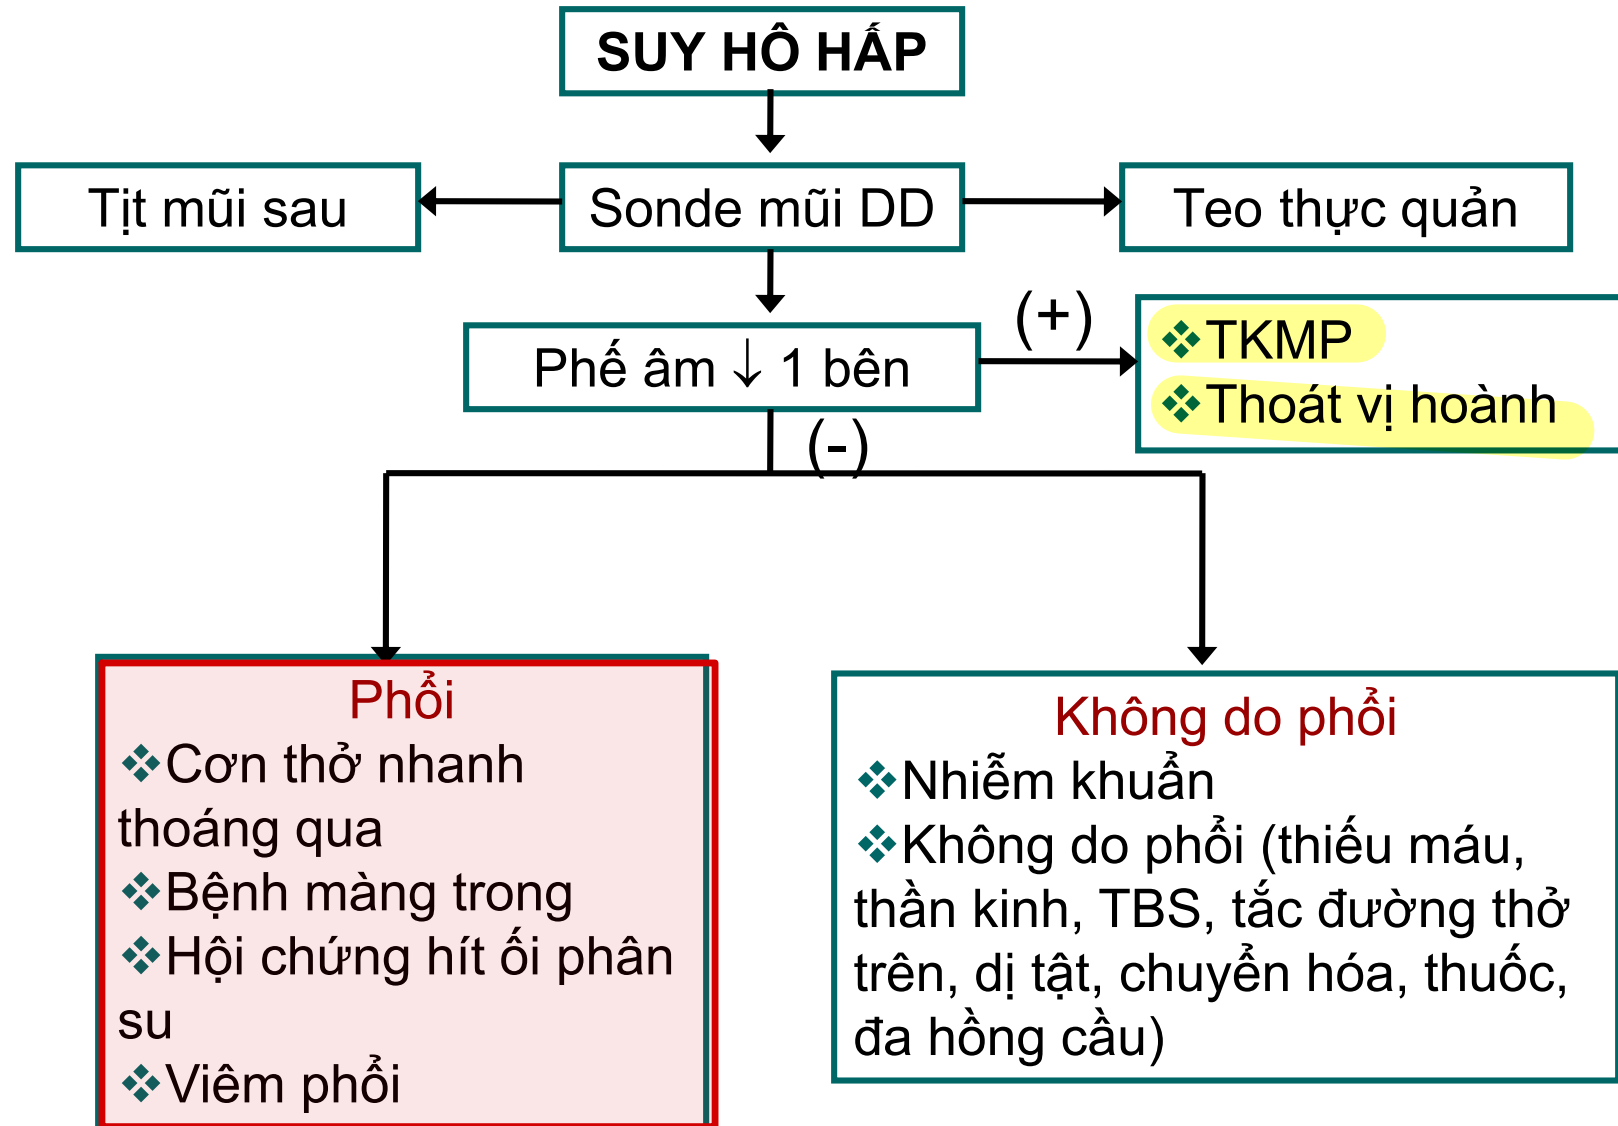 SUY HÔ HẤP
Tịt mũi sau
Sonde mũi DD
Teo thực quản
Phế âm ↓ 1 bên
(+)
❖TKMP
❖Thoát vị hoành
(-)
Phổi
❖Cơn thở nhanh
thoáng qua
❖Bệnh màng trong
❖Hội chứng hít ối phân
su
❖Viêm phổi
Không do phổi
❖Nhiễm khuẩn
❖Không do phổi (thiếu máu,
thần kinh, TBS, tắc đường thở
trên, dị tật, chuyển hóa, thuốc,
đa hồng cầu)